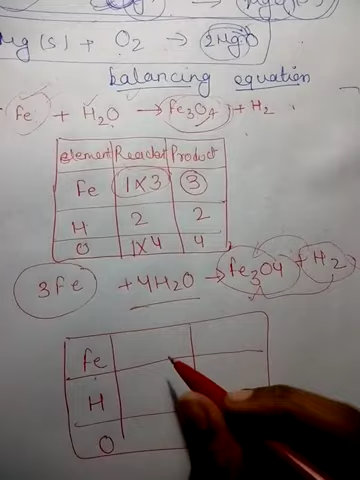 Mg(s) + O2 → 2MgO
balancing equation
Fe + H2O → Fe3O4 + H2
Element Reactan Product
Fe 1x3 3
H 2 2
O 1x4 4
3Fe + 4H2O → Fe3O4 + H2
Fe
H
O